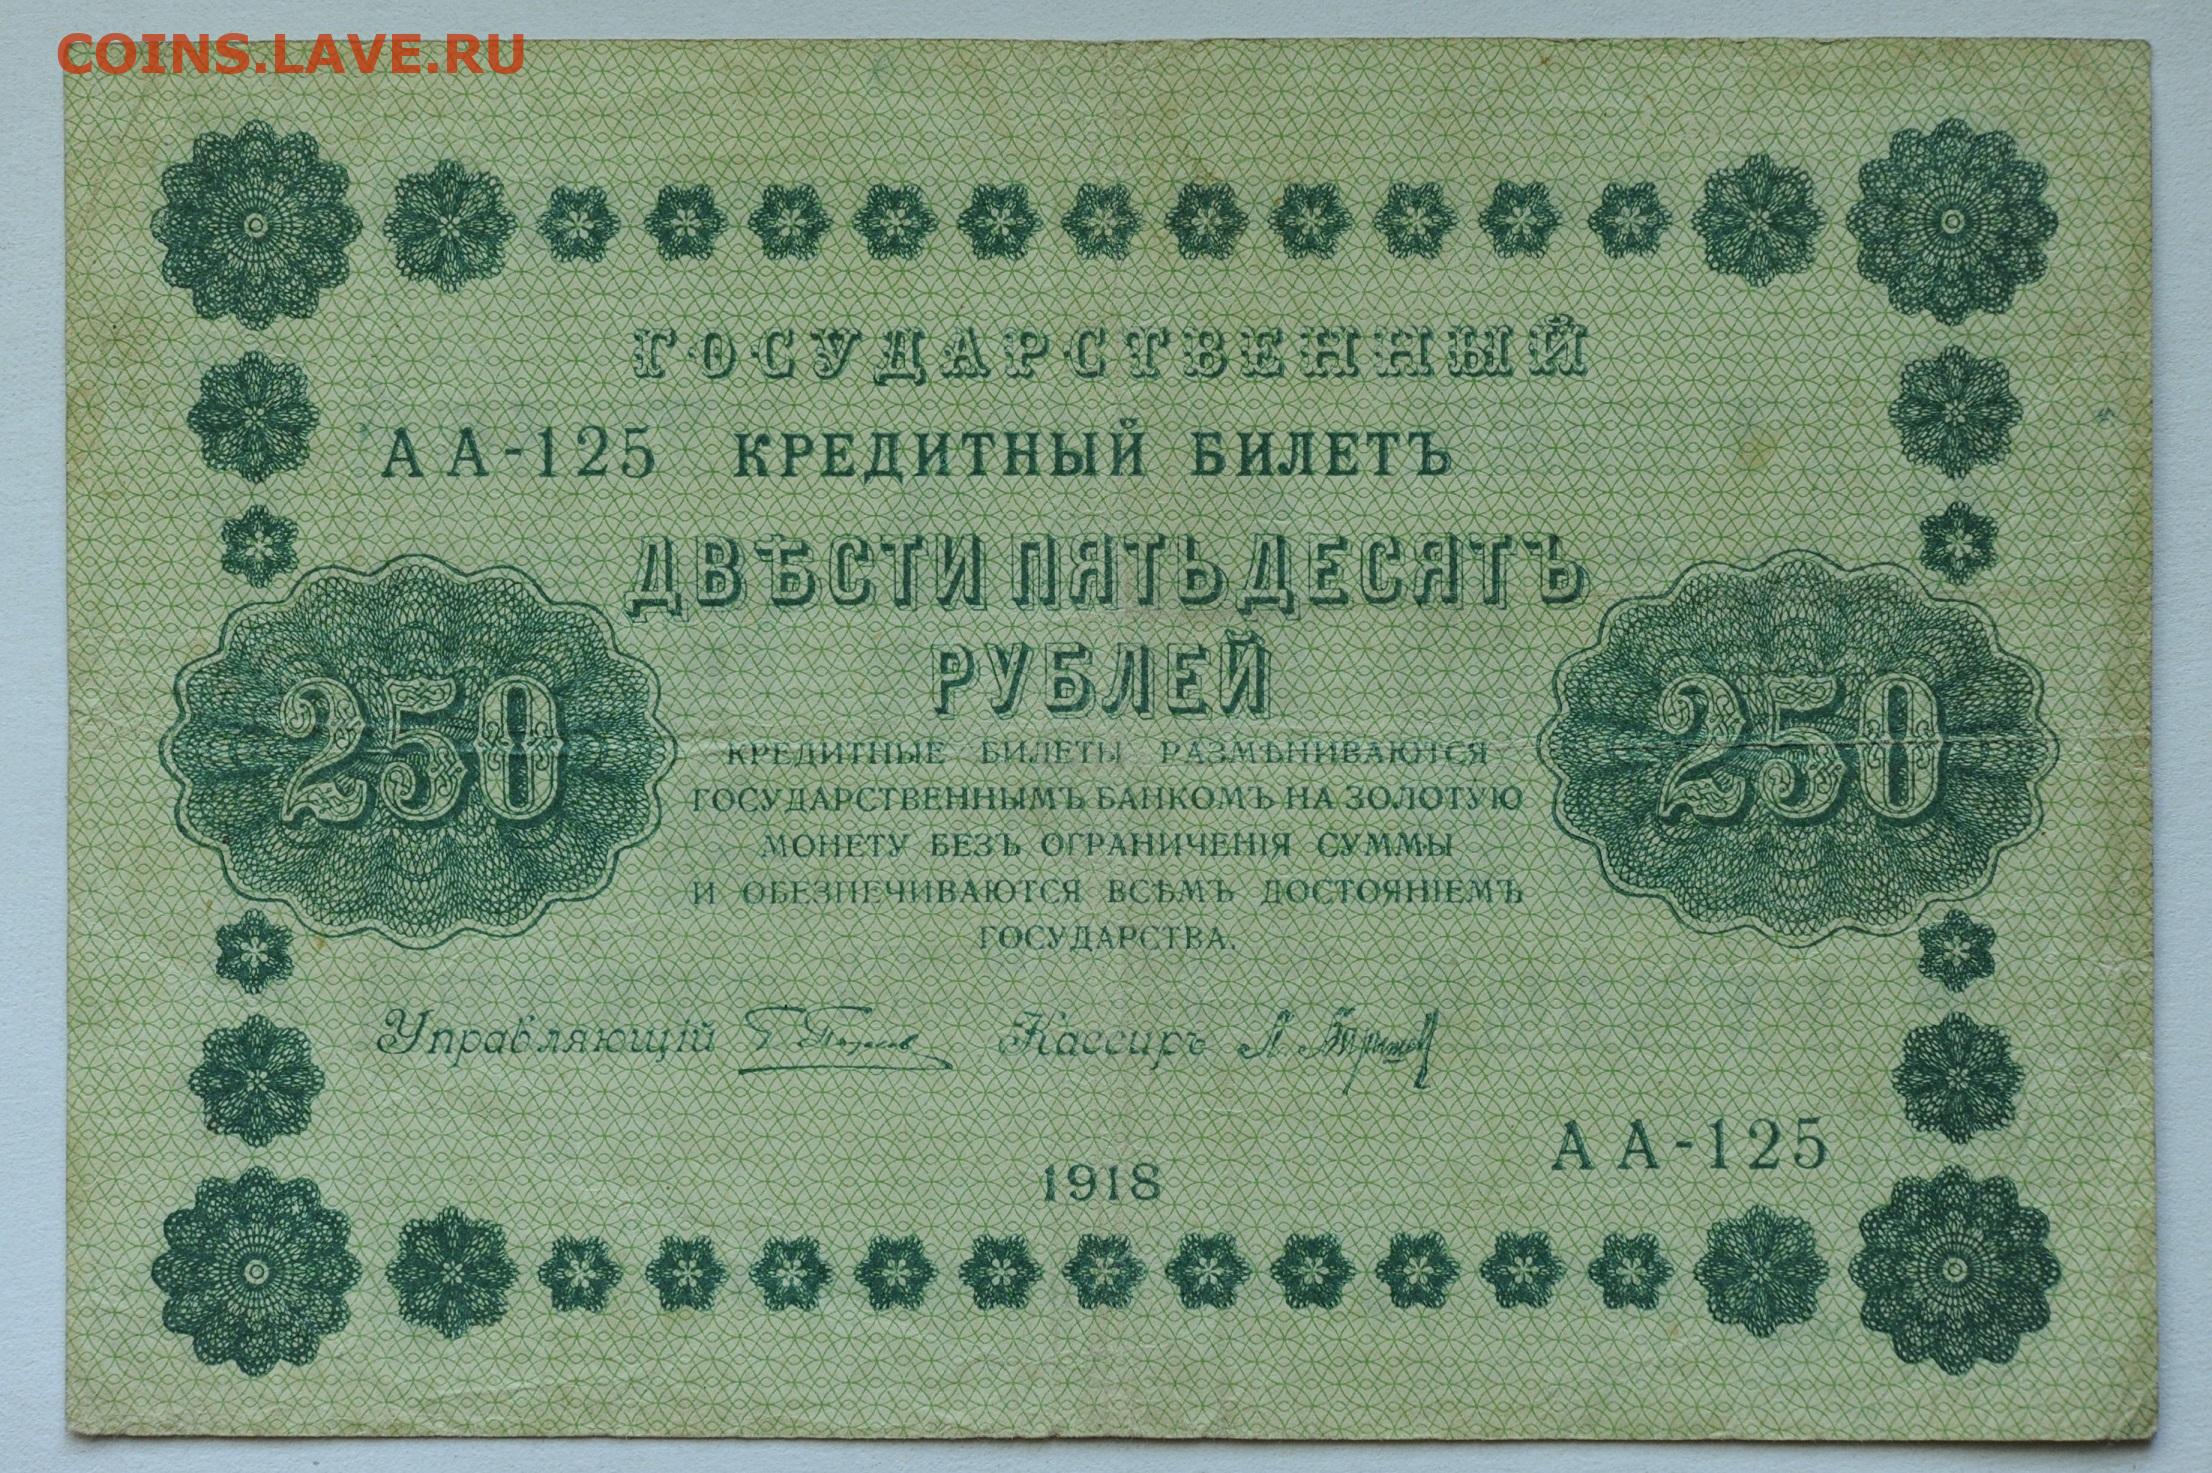 COINS.LAVE.RU
ГОСУДАРСТВЕННЫЙ
АА-125 КРЕДИТНЫЙ БИЛЕТЪ
ДВѢСТИ ПЯТЬДЕСЯТЪ
РУБЛЕЙ
250
250
КРЕДИТНЫЕ БИЛЕТЫ РАЗМѢНИВАЮТСЯ
ГОСУДАРСТВЕННЫМЪ БАНКОМЪ НА ЗОЛОТУЮ
МОНЕТУ БЕЗЪ ОГРАНИЧЕНІЯ СУММЫ
И ОБЕЗПЕЧИВАЮТСЯ ВСѢМЪ ДОСТОЯНІЕМЪ
ГОСУДАРСТВА.
Управляющій Кассиръ
АА-125
1918